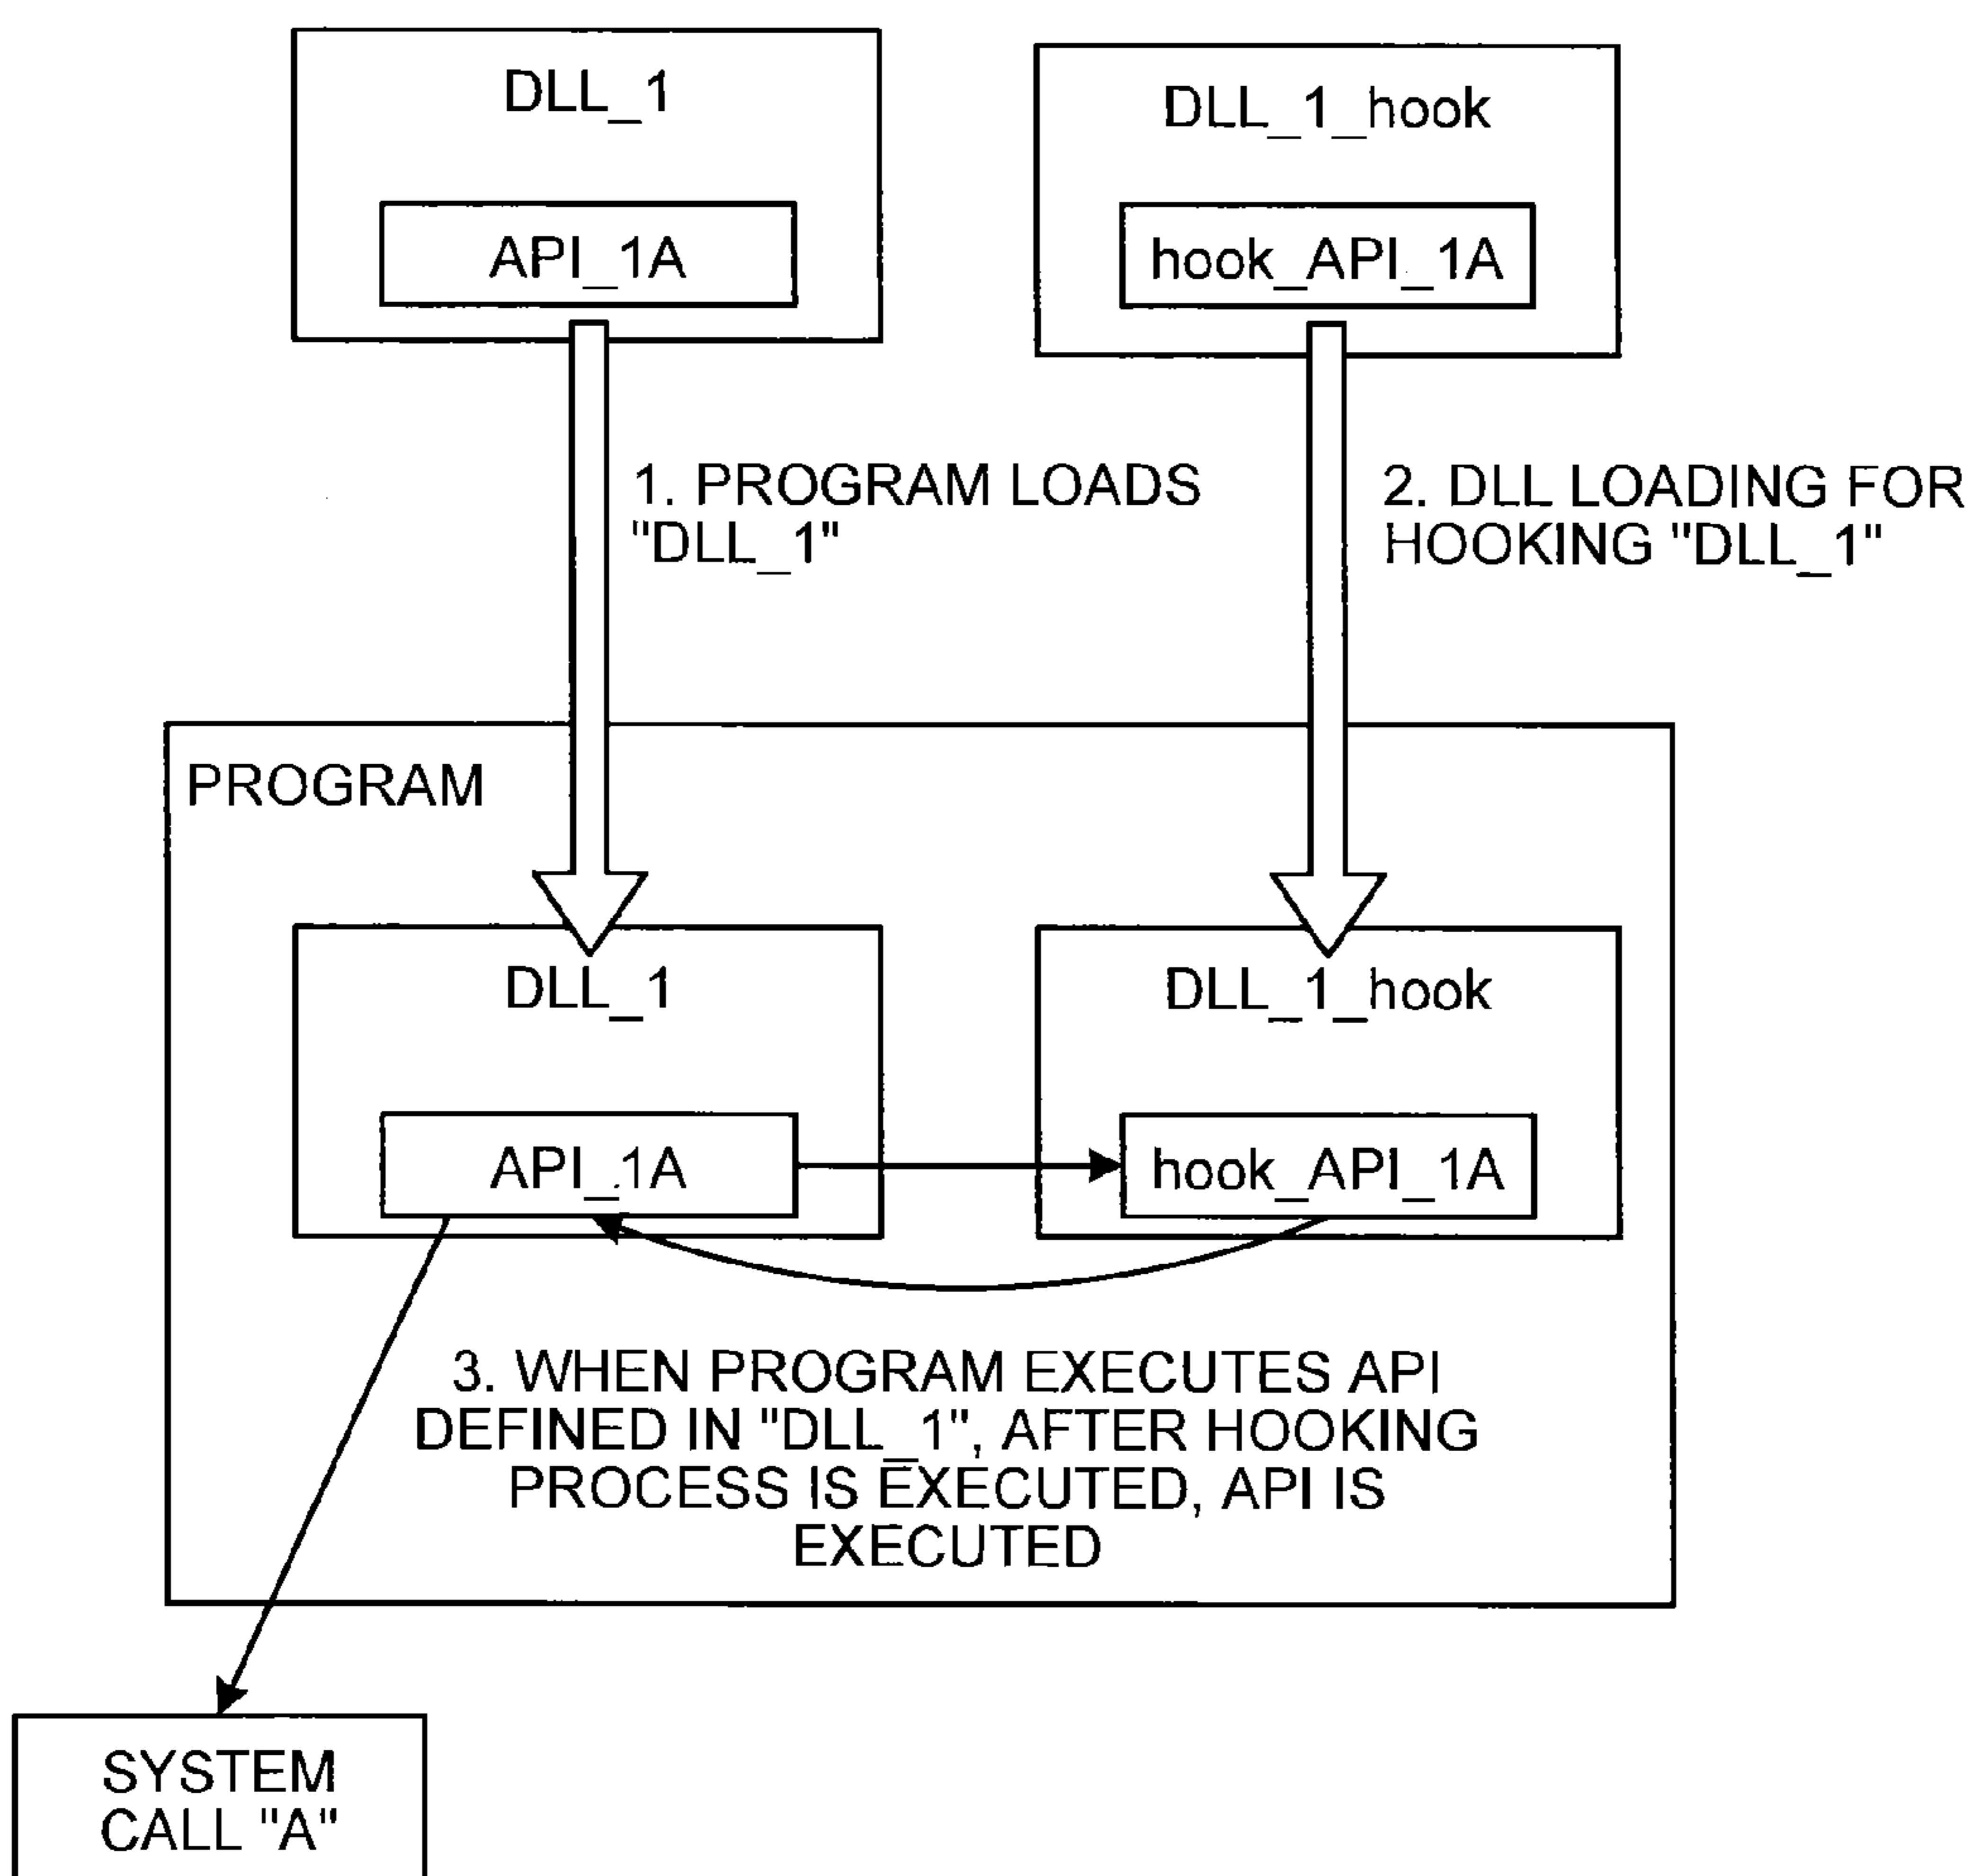 DLL_1
DLL_1_hook
API_1A
hook_API_1A
1. PROGRAM LOADS
"DLL_1"
2. DLL LOADING FOR
HOOKING "DLL_1"
PROGRAM
DLL_1
DLL_1_hook
API_1A
hook_API_1A
3. WHEN PROGRAM EXECUTES API
DEFINED IN "DLL_1", AFTER HOOKING
PROCESS IS EXECUTED, API IS
EXECUTED
SYSTEM
CALL "A"